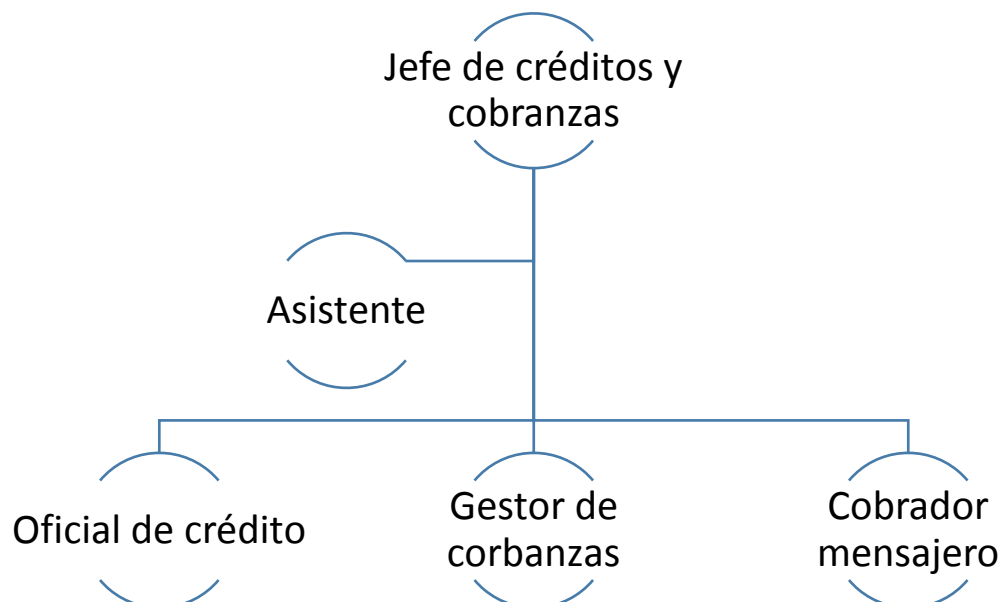 Jefe de créditos y
cobranzas
Asistente
Oficial de crédito
Gestor de
corbanzas
Cobrador
mensajero